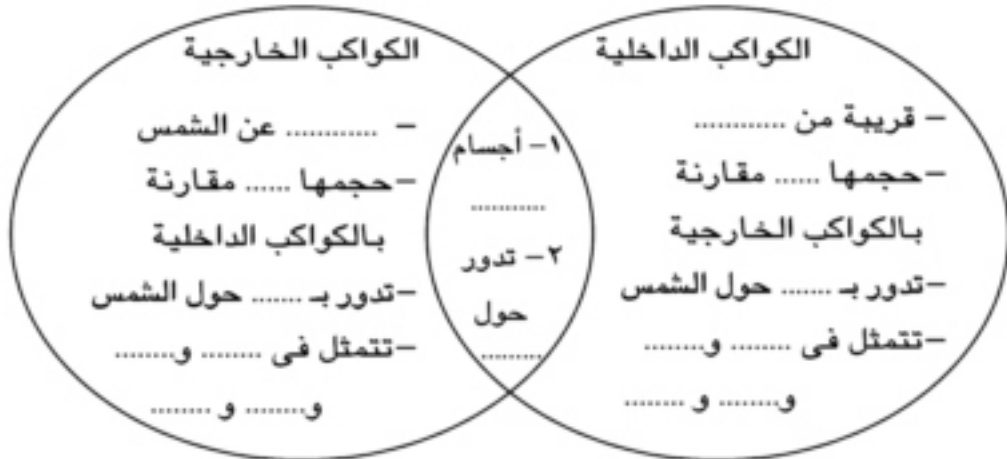 الكواكب الداخلية
- قريبة من ............
- حجمها ...... مقارنة
بالكواكب الخارجية
- تدور بـ ....... حول الشمس
- تتمثل فى ........ و........
و........ و ........
١- أجسام
...........
٢- تدور
حول
........
الكواكب الخارجية
- ............ عن الشمس
- حجمها ...... مقارنة
بالكواكب الداخلية
- تدور بـ ....... حول الشمس
- تتمثل فى ........ و........
و........ و ........